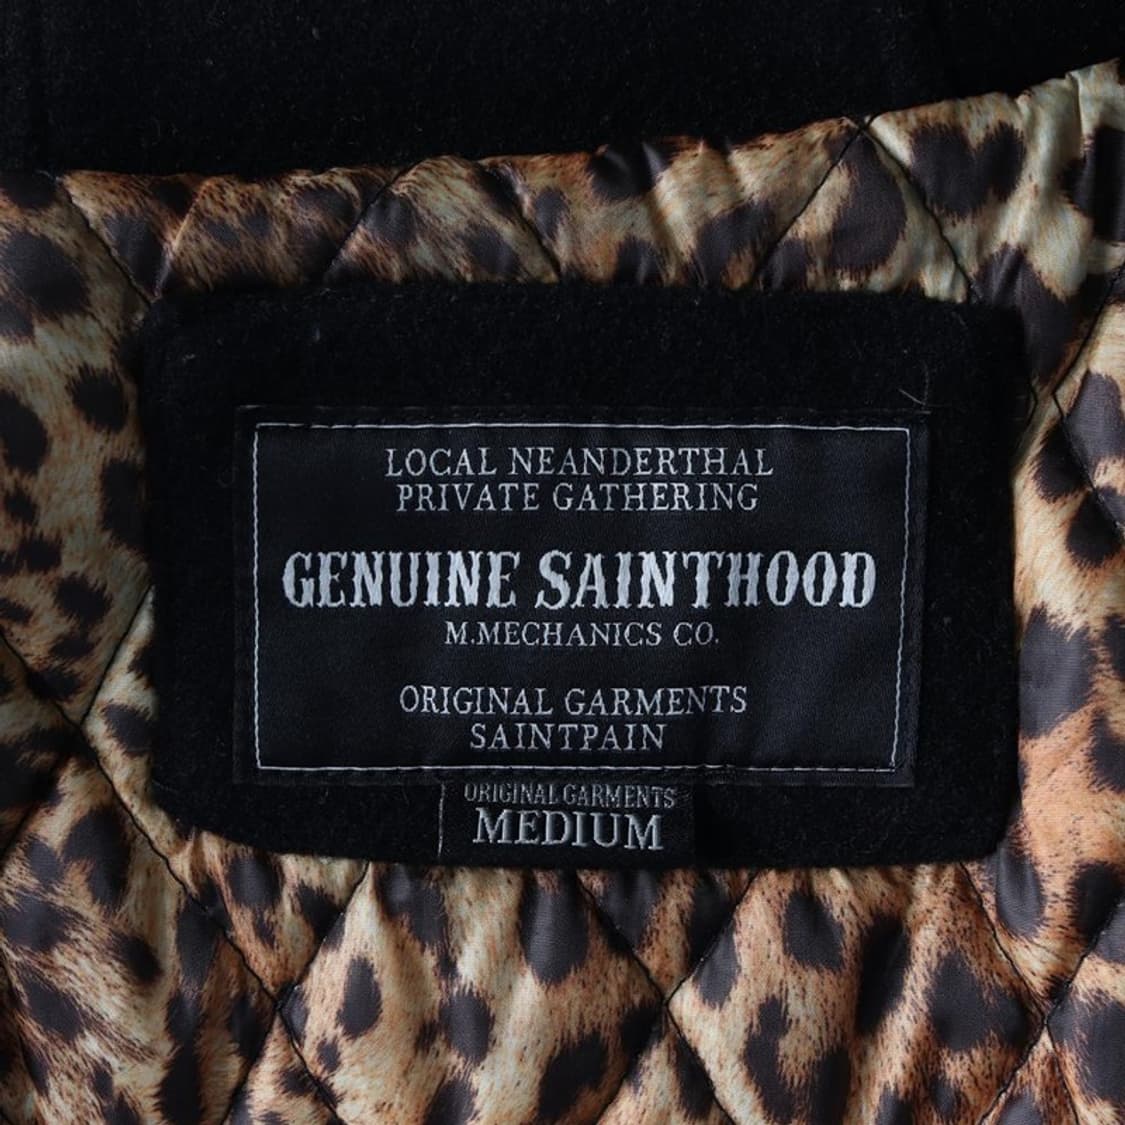 LOCAL NEANDERTHAL
PRIVATE GATHERING
GENUINE SAINTHOOD
M.MECHANICS CO.
ORIGINAL GARMENTS
SAINTPAIN
ORIGINAL GARMENTS
MEDIUM